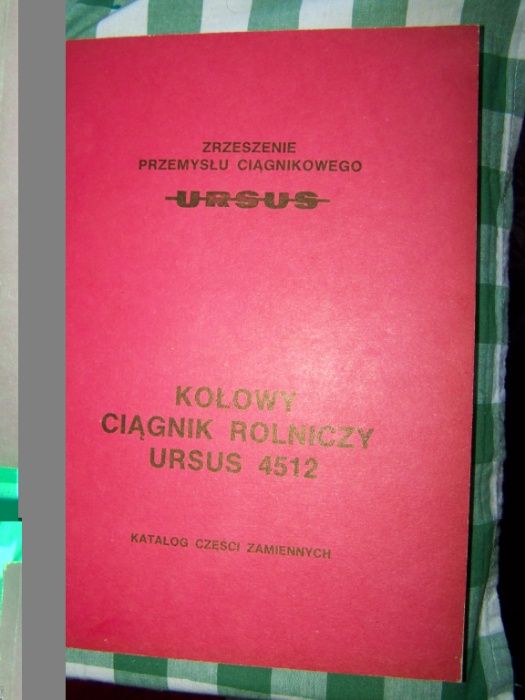 ZRZESZENIE
PRZEMYSŁU CIĄGNIKOWEGO
URSUS
KOŁOWY
CIĄGNIK ROLNICZY
URSUS 4512
KATALOG CZĘŚCI ZAMIENNYCH